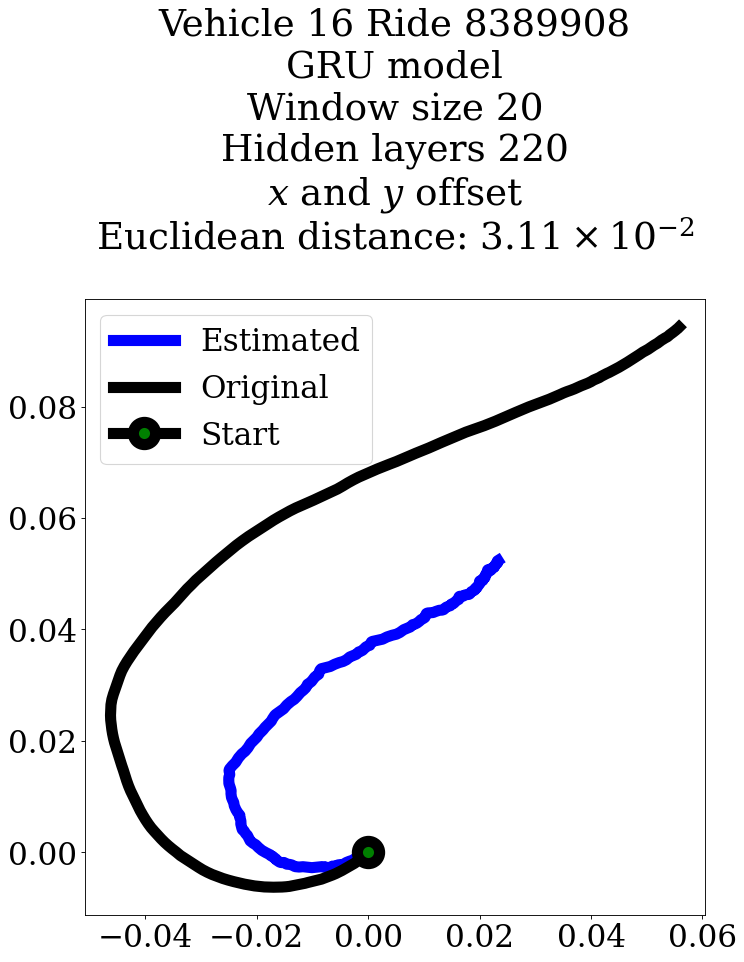 Vehicle 16 Ride 8389908
GRU model
Window size 20
Hidden layers 220
x and y offset
Euclidean distance: 3.11 × 10⁻²
Estimated
Original
Start
0.08
0.06
0.04
0.02
0.00
−0.04 −0.02 0.00 0.02 0.04 0.06